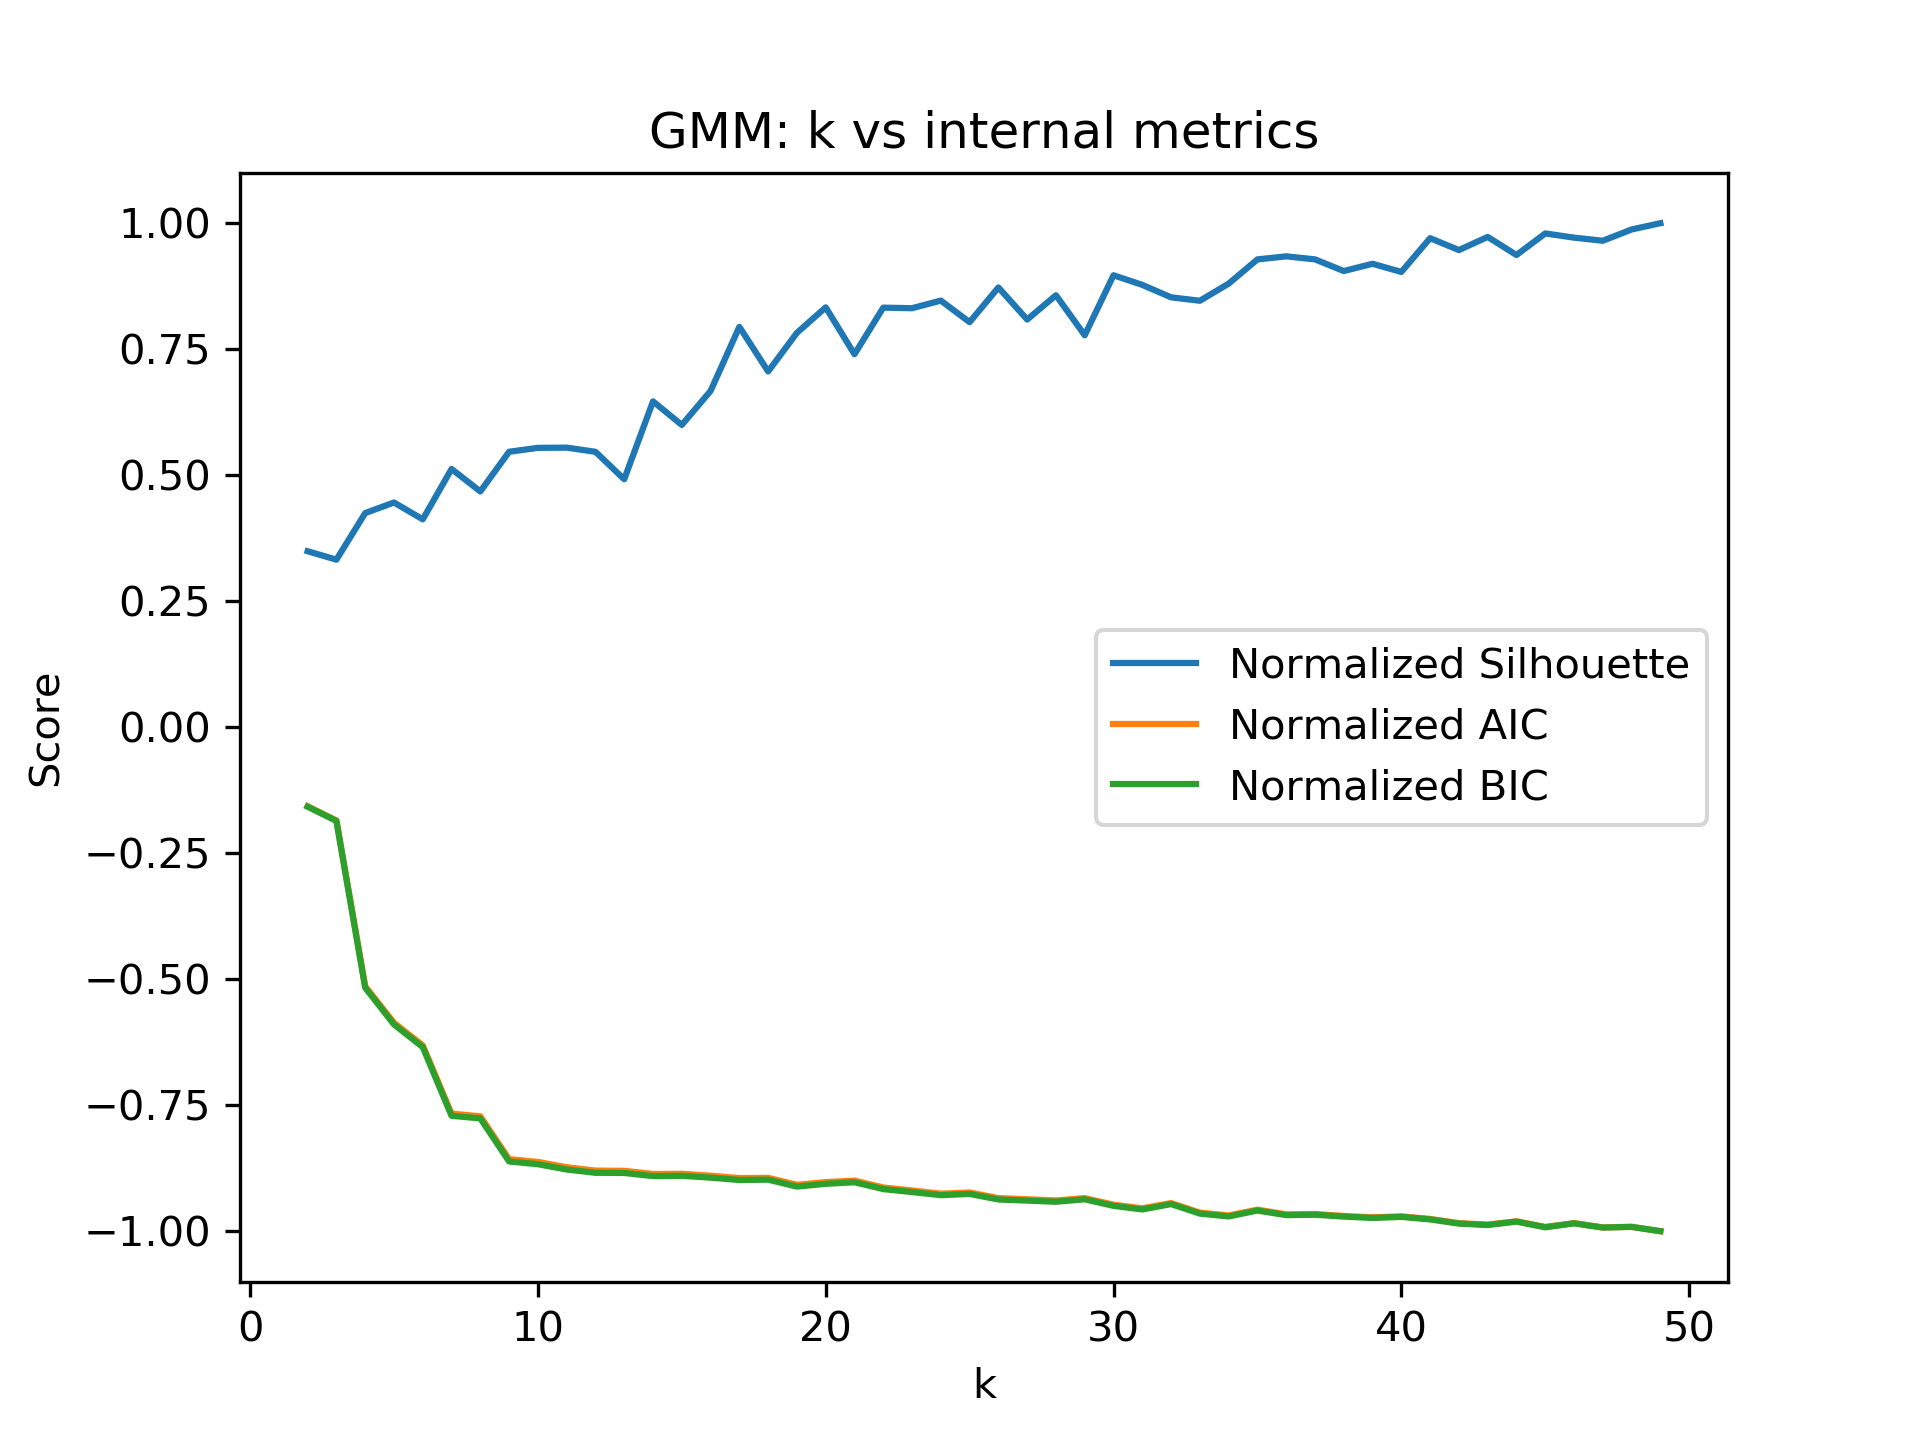 GMM: k vs internal metrics
1.00
0.75
0.50
0.25
0.00
−0.25
−0.50
−0.75
−1.00
Score
Normalized Silhouette
Normalized AIC
Normalized BIC
0 10 20 30 40 50
k